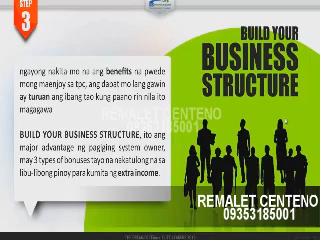 STEP
3
BUILD YOUR
BUSINESS
STRUCTURE
ngayong nakita mo na ang benefits na pwede
mong maenjoy sa tpc, ang dapat mo lang gawin
ay turuan ang ibang tao kung paano rin nila ito
magagawa
REMALET CENTENO
09353185001
BUILD YOUR BUSINESS STRUCTURE, ito ang
major advantage ng pagiging system owner,
may 3 types of bonuses tayo na nakatulong na sa
libu-libong pinoy para kumita ng extra income.
REMALET CENTENO
09353185001